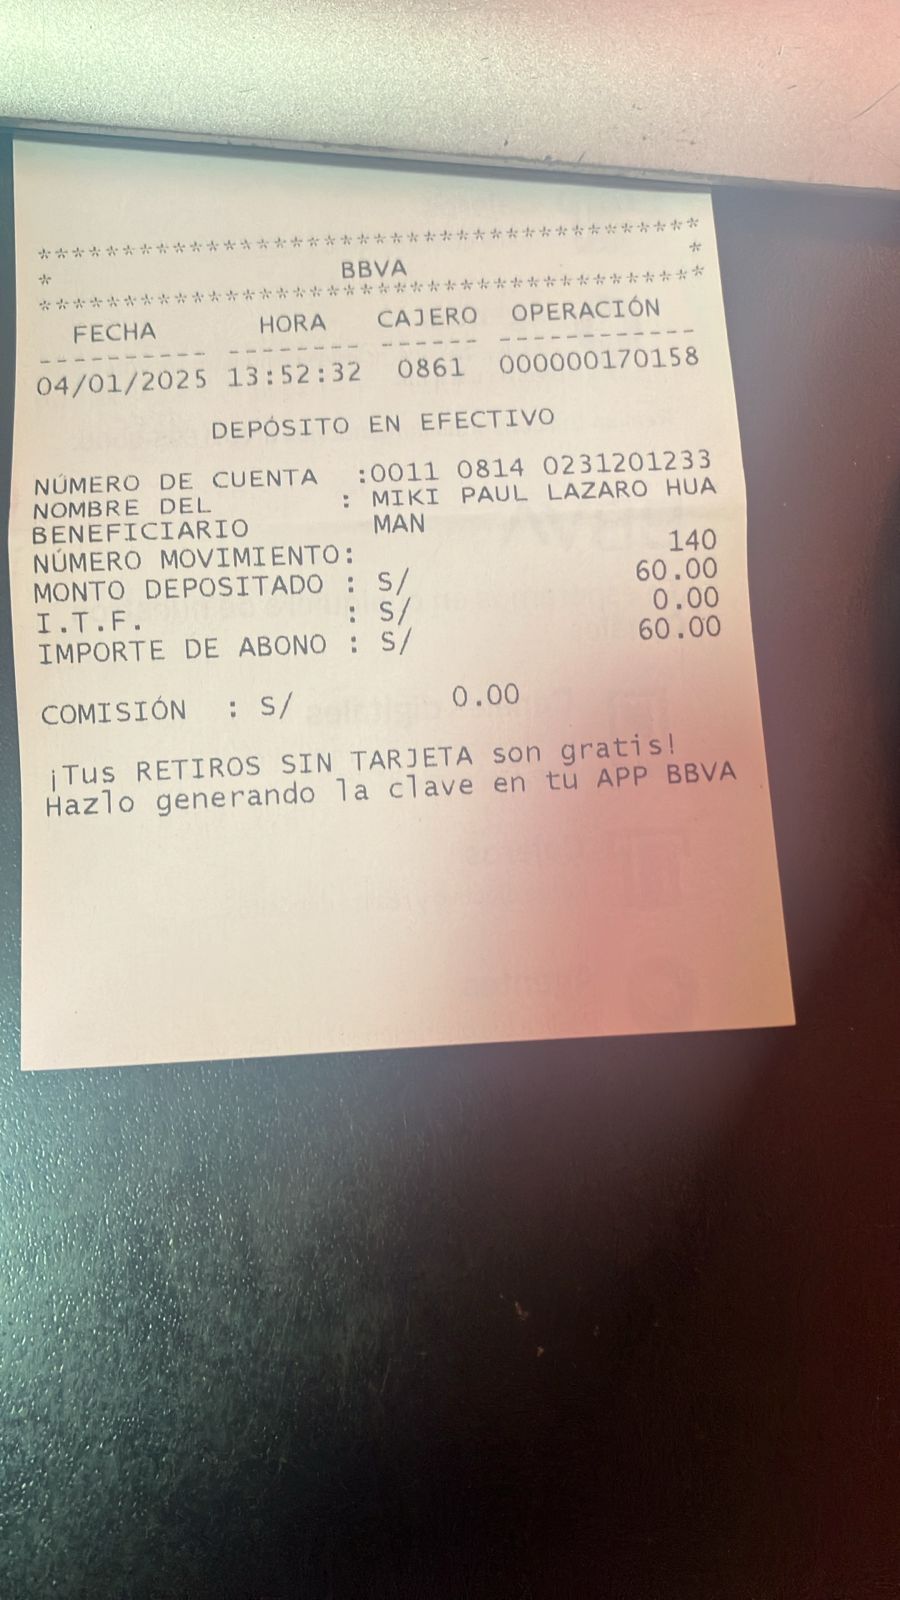 ******************************************
* BBVA *
******************************************
FECHA HORA CAJERO OPERACIÓN
---------- -------- ------ ------------
04/01/2025 13:52:32 0861 000000170158
DEPÓSITO EN EFECTIVO
NÚMERO DE CUENTA :0011 0814 0231201233
NOMBRE DEL : MIKI PAUL LAZARO HUA
BENEFICIARIO MAN
NÚMERO MOVIMIENTO: 140
MONTO DEPOSITADO : S/ 60.00
I.T.F. : S/ 0.00
IMPORTE DE ABONO : S/ 60.00
COMISIÓN : S/ 0.00
¡Tus RETIROS SIN TARJETA son gratis!
Hazlo generando la clave en tu APP BBVA